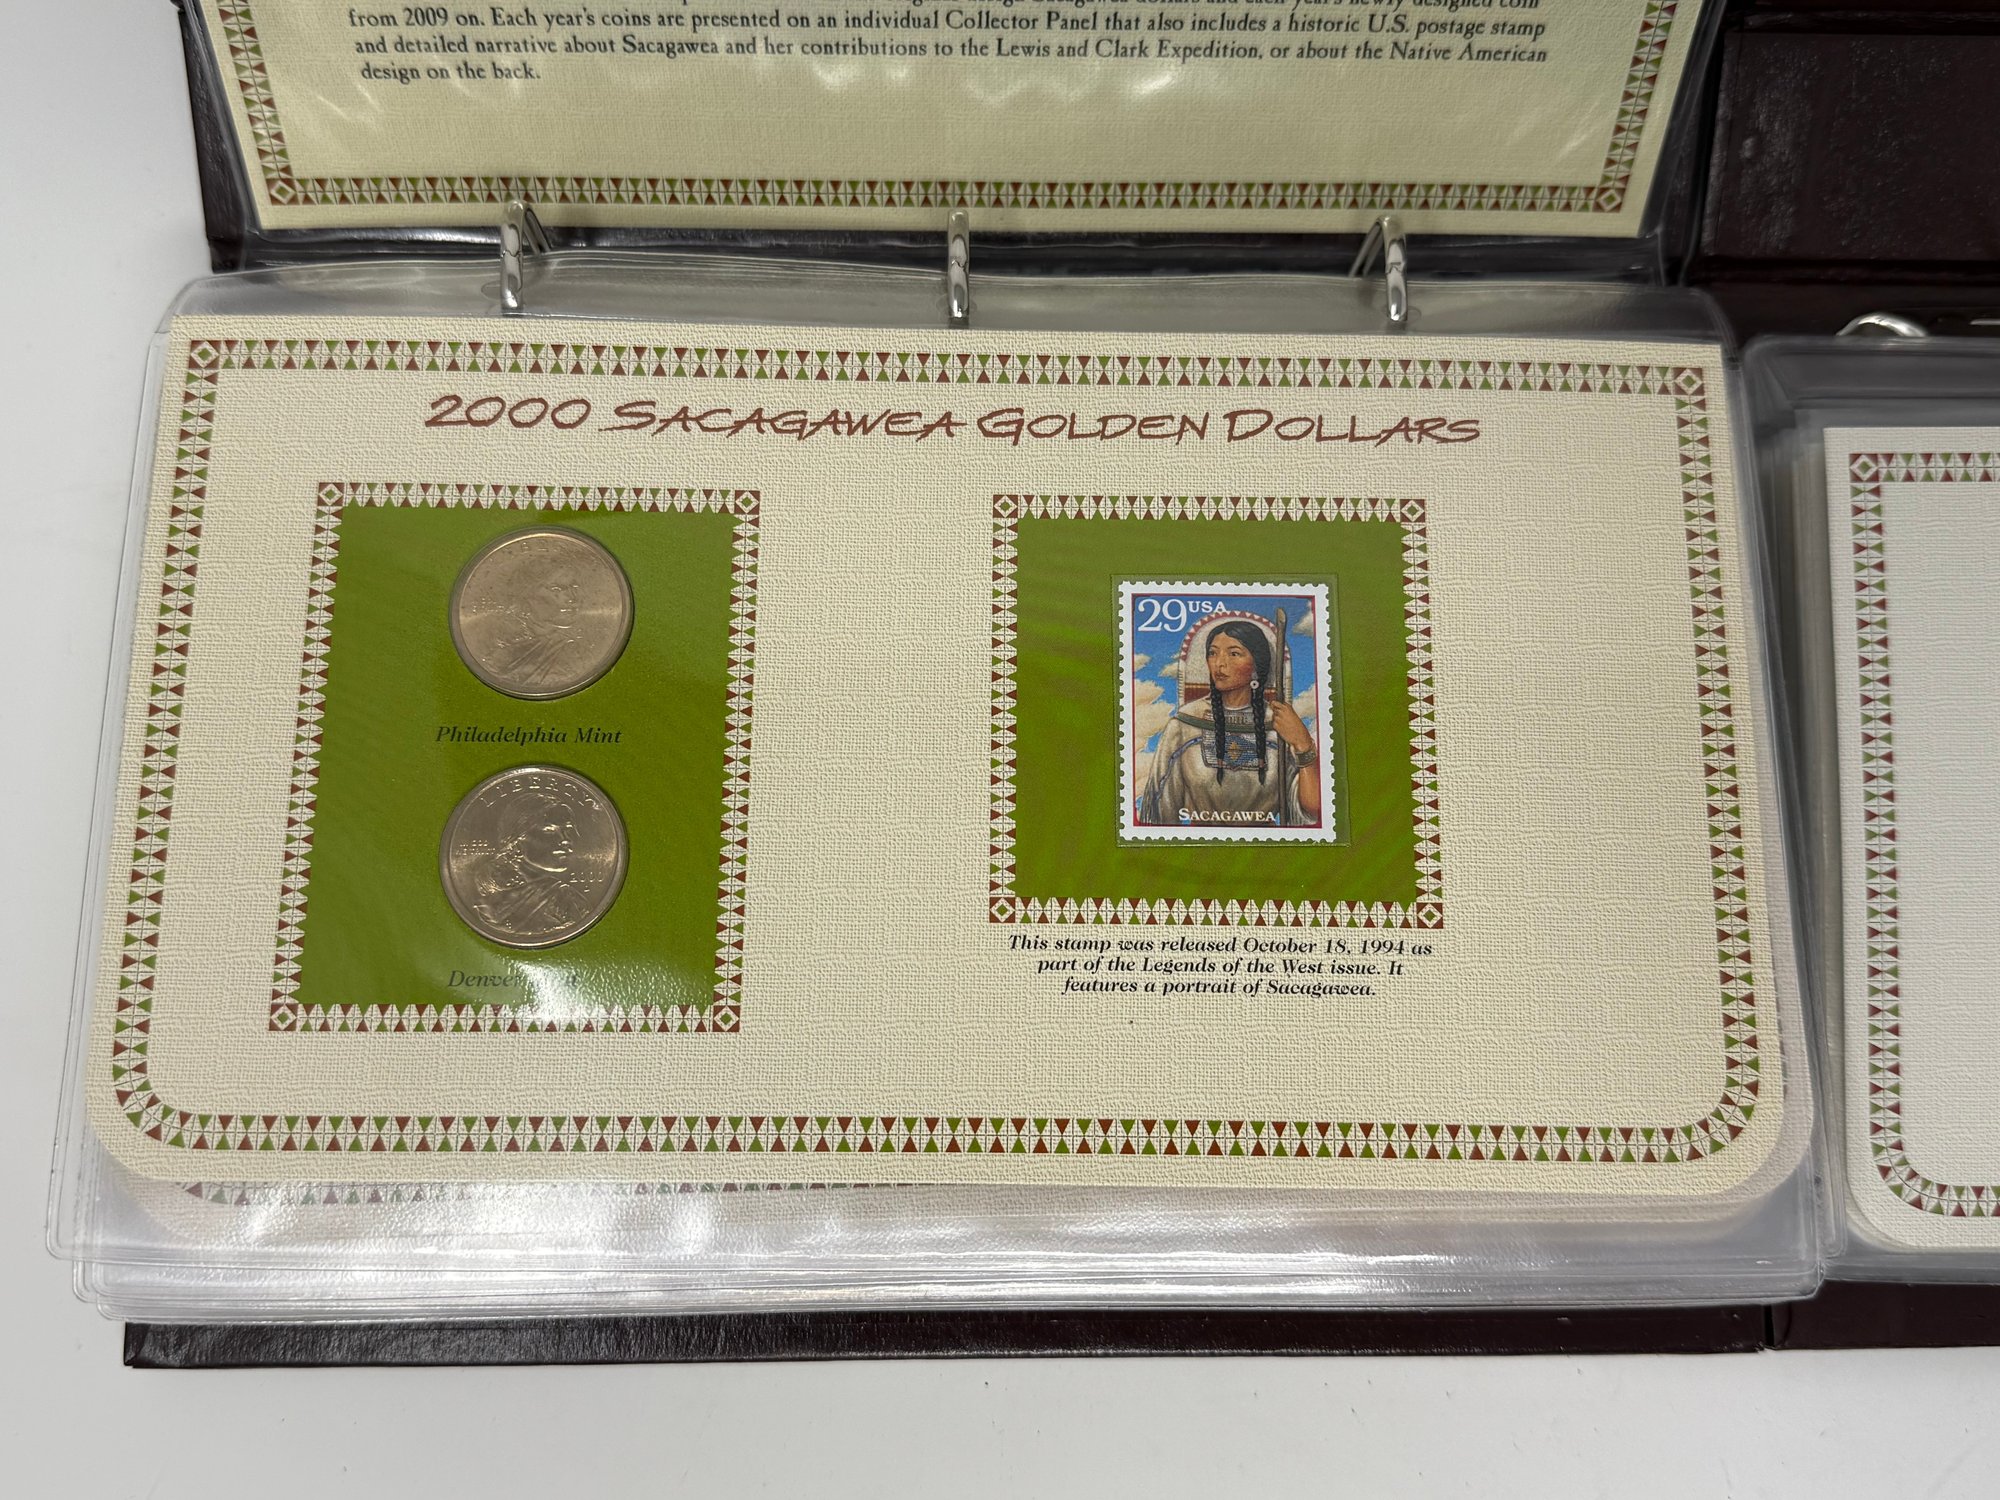 from 2009 on. Each year's coins are presented on an individual Collector Panel that also includes a historic U.S. postage stamp
and detailed narrative about Sacagawea and her contributions to the Lewis and Clark Expedition, or about the Native American
design on the back.
2000 SACAGAWEA GOLDEN DOLLARS
Philadelphia Mint
LIBERTY
2000
Denver
29 USA
SACAGAWEA
This stamp was released October 18, 1994 as
part of the Legends of the West issue. It
features a portrait of Sacagawea.